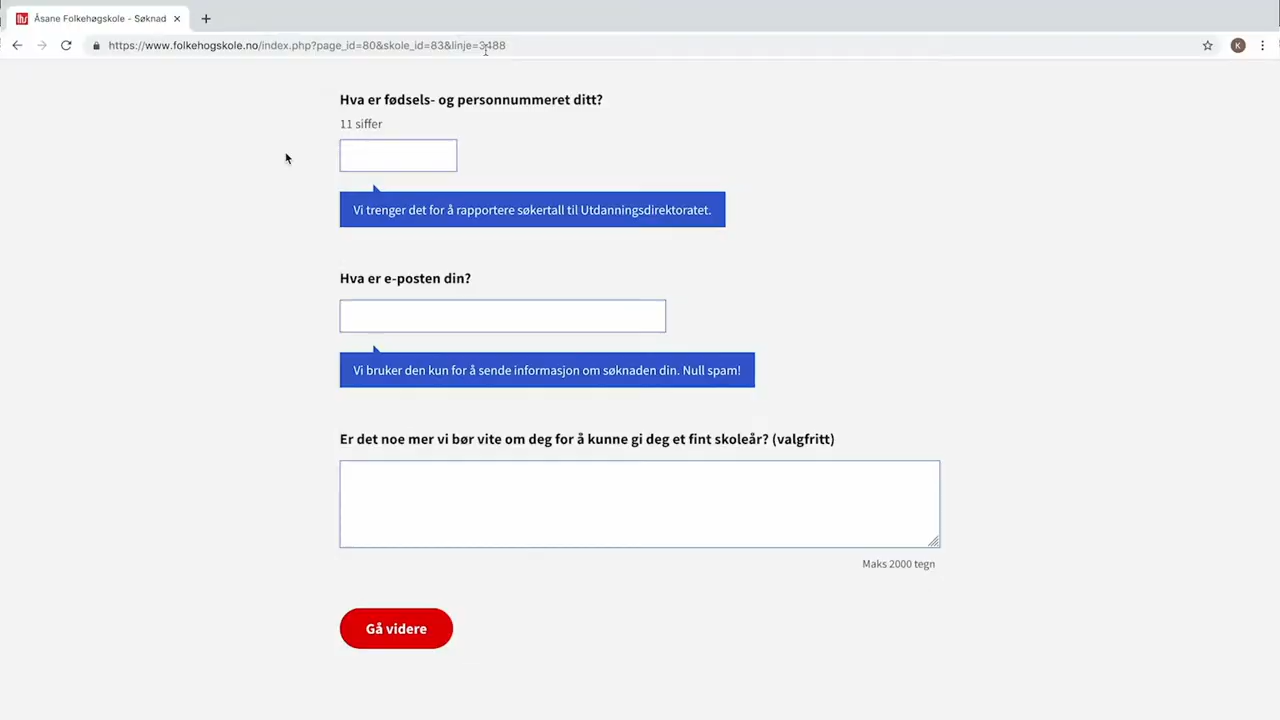 Åsane Folkehøgskole - Søknad
https://www.folkehogskole.no/index.php?page_id=80&skole_id=83&linje=3488
K
Hva er fødsels- og personnummeret ditt?
11 siffer
Vi trenger det for å rapportere søkertall til Utdanningsdirektoratet.
Hva er e-posten din?
Vi bruker den kun for å sende informasjon om søknaden din. Null spam!
Er det noe mer vi bør vite om deg for å kunne gi deg et fint skoleår? (valgfritt)
Maks 2000 tegn
Gå videre